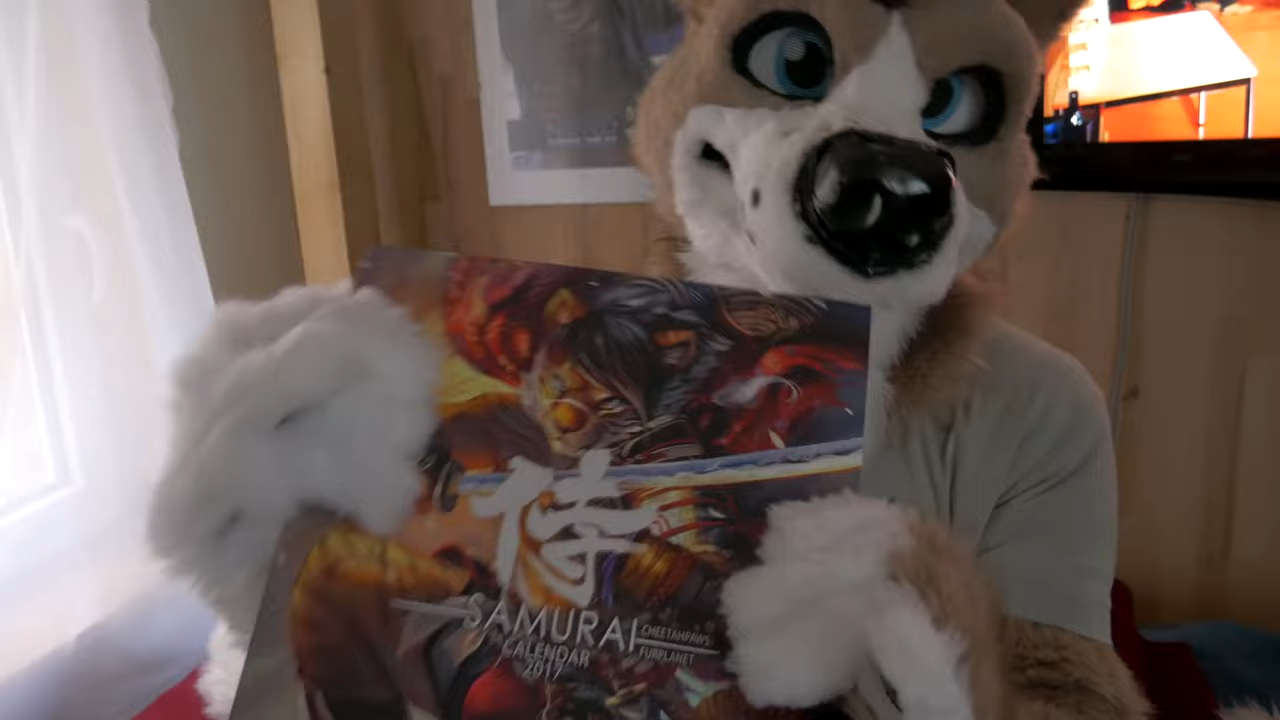 侍
SAMURAI
CHEETAHPAWS
FURPLANET
CALENDAR
2017